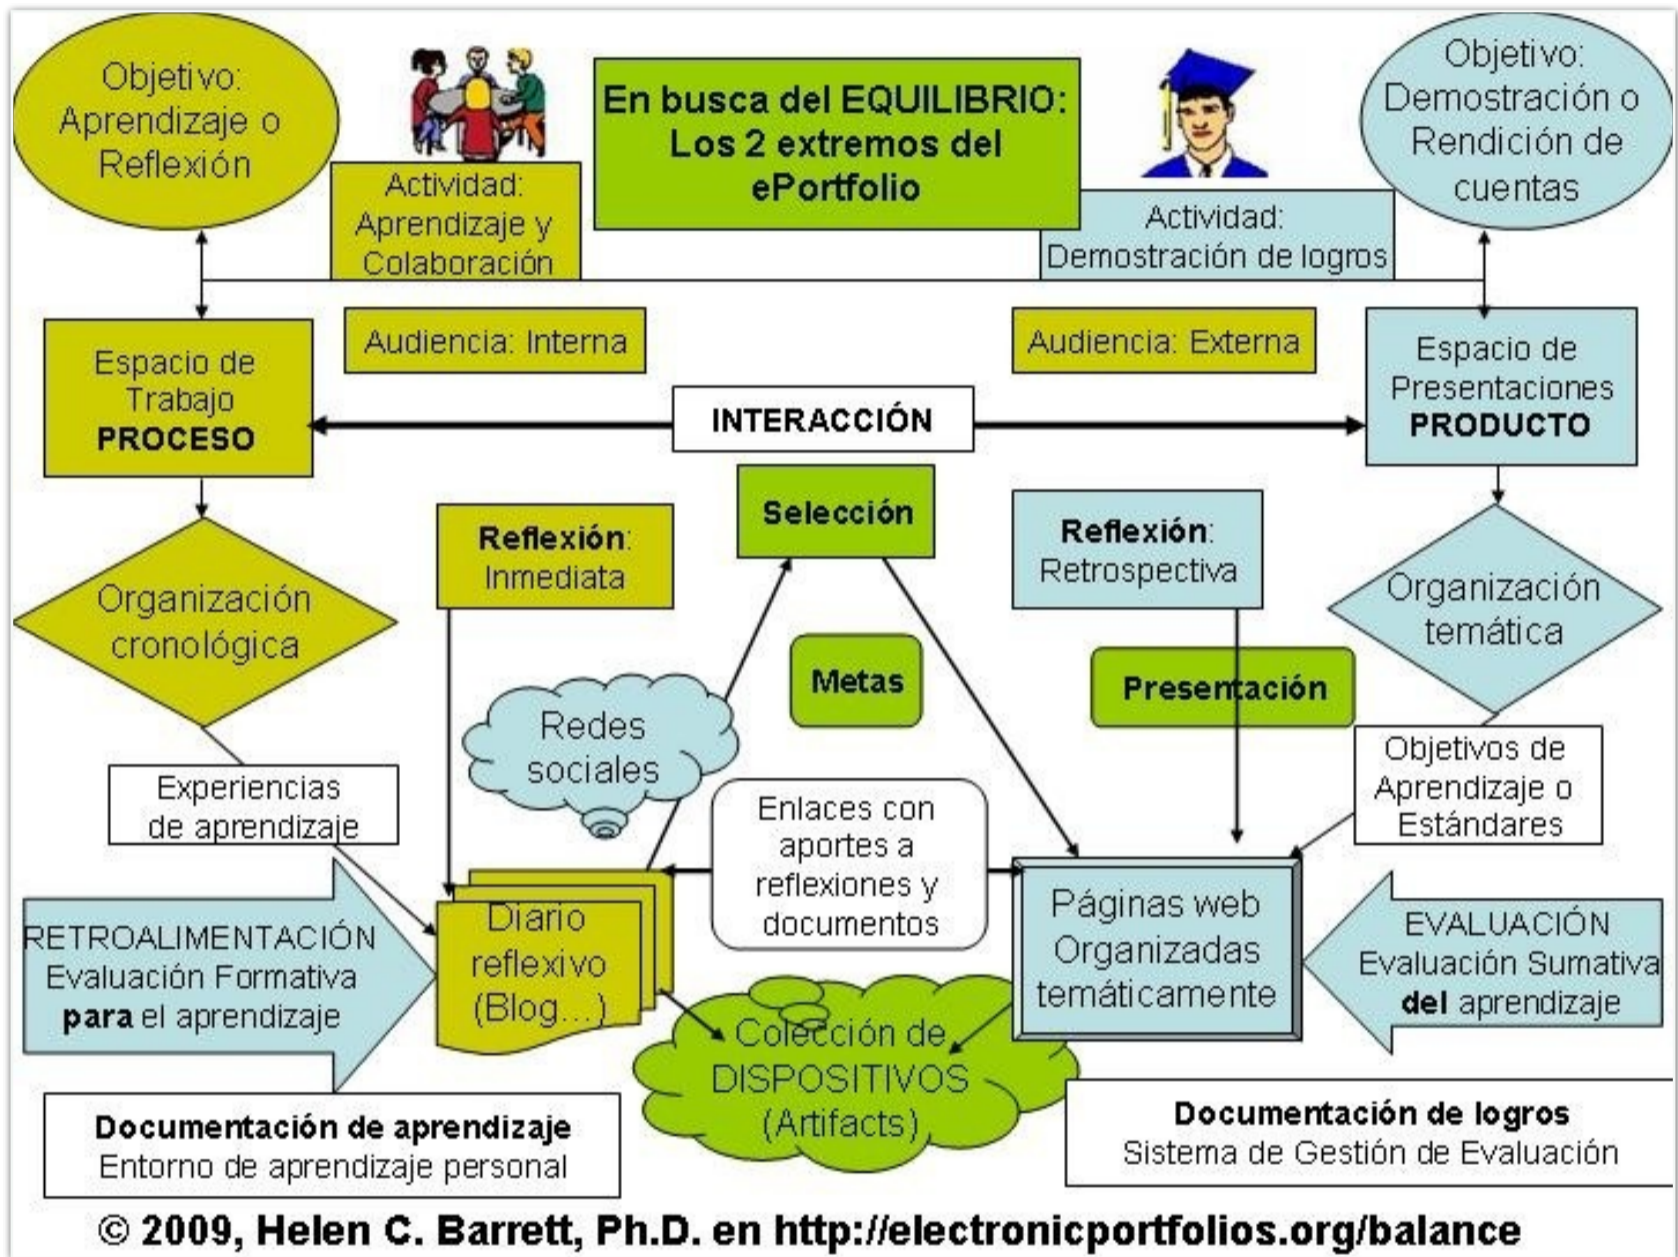 Objetivo:
Aprendizaje o
Reflexión
Actividad:
Aprendizaje y
Colaboración
En busca del EQUILIBRIO:
Los 2 extremos del
ePortfolio
Actividad:
Demostración de logros
Objetivo:
Demostración o
Rendición de
cuentas
Espacio de
Trabajo
PROCESO
Audiencia: Interna
Audiencia: Externa
Espacio de
Presentaciones
PRODUCTO
INTERACCIÓN
Organización
cronológica
Reflexión:
Inmediata
Selección
Reflexión:
Retrospectiva
Organización
temática
Redes
sociales
Metas
Presentación
Experiencias
de aprendizaje
Enlaces con
aportes a
reflexiones y
documentos
Objetivos de
Aprendizaje o
Estándares
RETROALIMENTACIÓN
Evaluación Formativa
para el aprendizaje
Diario
reflexivo
(Blog...)
Páginas web
Organizadas
temáticamente
EVALUACIÓN
Evaluación Sumativa
del aprendizaje
Colección de
DISPOSITIVOS
(Artifacts)
Documentación de aprendizaje
Entorno de aprendizaje personal
Documentación de logros
Sistema de Gestión de Evaluación
© 2009, Helen C. Barrett, Ph.D. en http://electronicportfolios.org/balance